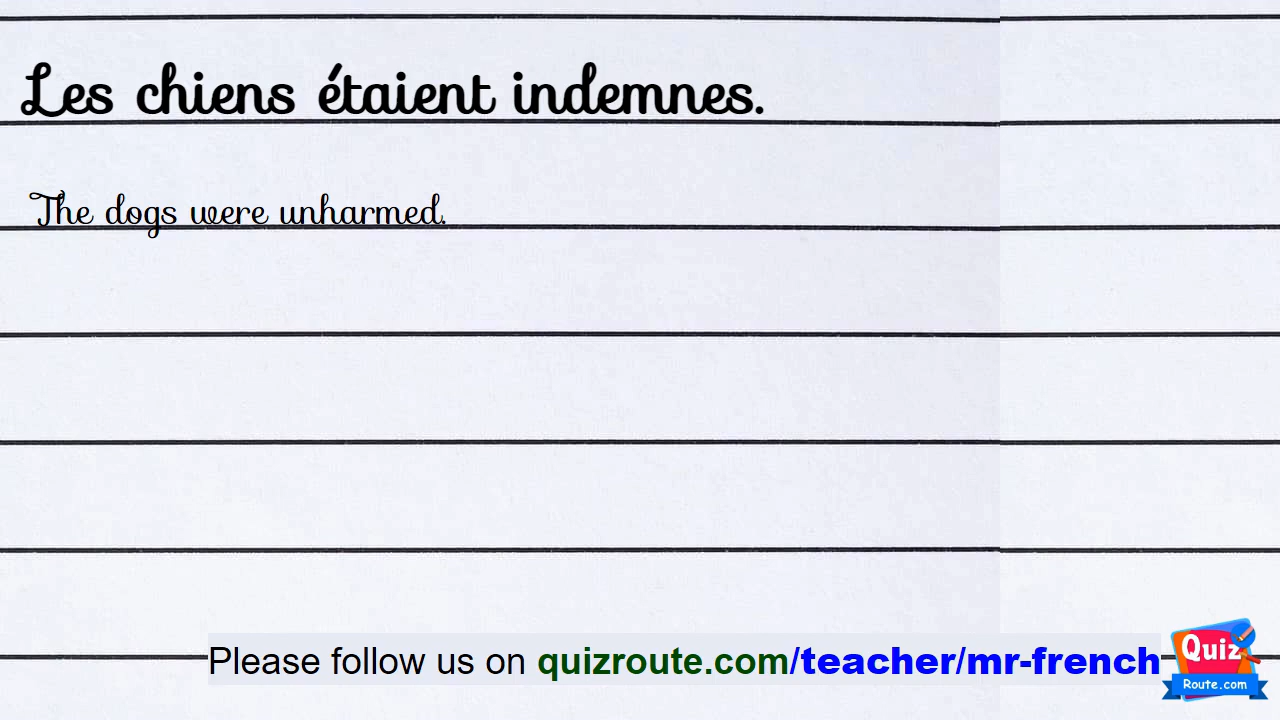 Les chiens étaient indemnes.
The dogs were unharmed.
Please follow us on quizroute.com/teacher/mr-french
Quiz
Route.com